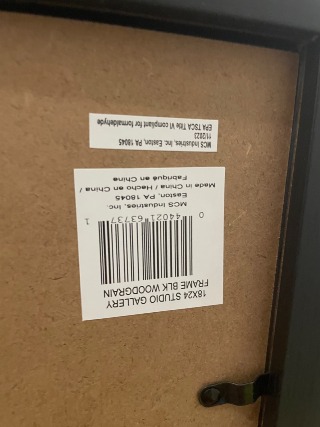 18X24 STUDIO GALLERY
FRAME BLK WOODGRAIN
0 44021 63737 1
MCS Industries, Inc.
Easton, PA 18045
Made in China / Hecho en China /
Fabriqué en Chine
MCS Industries, Inc. Easton, PA 18045
11/2023
EPA TSCA Title VI compliant for formaldehyde